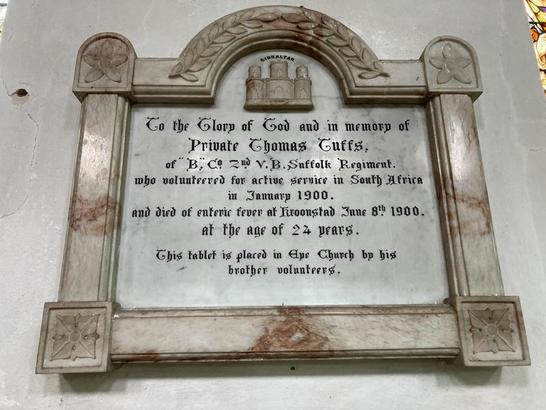 GIBRALTAR
To the Glory of God and in memory of
Private Thomas Tuffs,
of "B," Co 2nd V.B. Suffolk Regiment.
who volunteered for active service in South Africa
in January 1900.
and died of enteric fever at Kroonstad June 8th 1900.
at the age of 24 years.
This tablet is placed in Eye Church by his
brother volunteers.